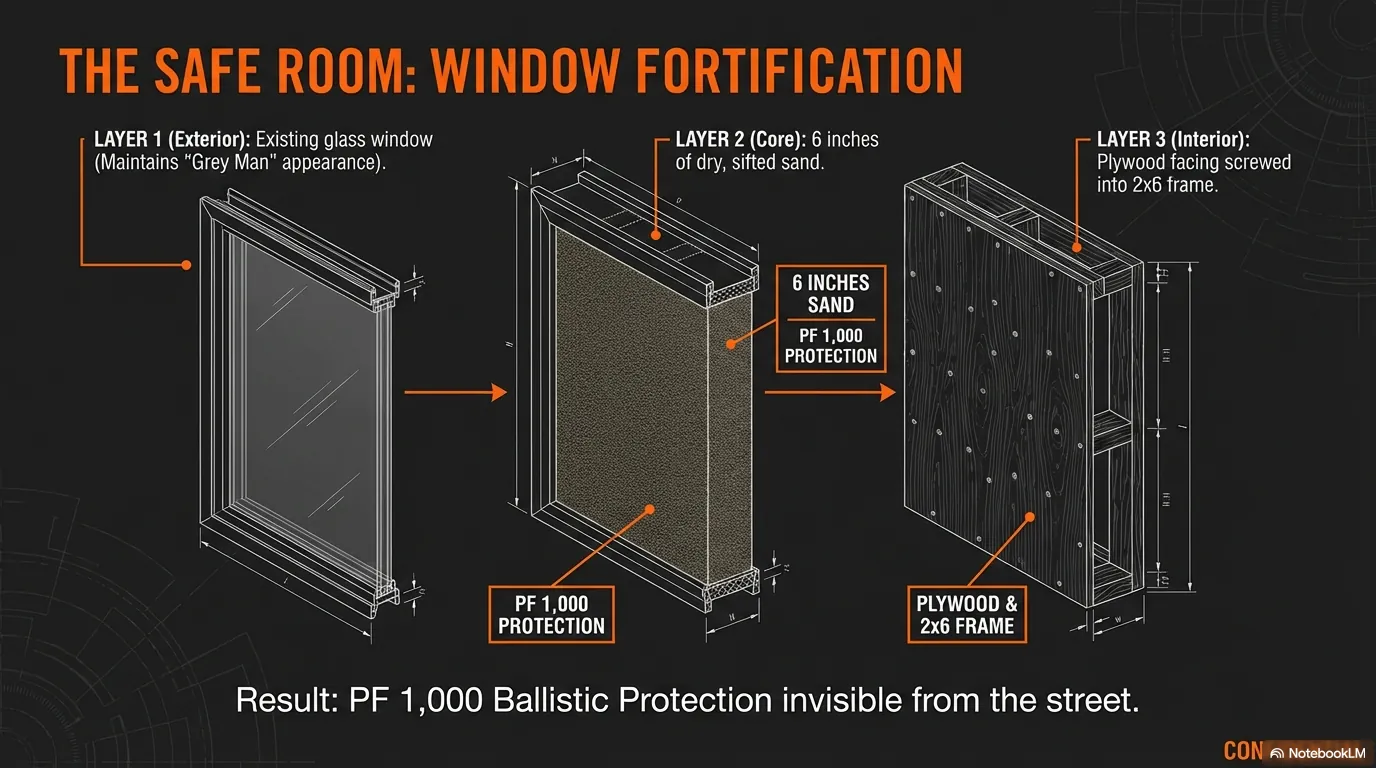 THE SAFE ROOM: WINDOW FORTIFICATION
LAYER 1 (Exterior): Existing glass window
(Maintains "Grey Man" appearance).
LAYER 2 (Core): 6 inches
of dry, sifted sand.
LAYER 3 (Interior):
Plywood facing screwed
into 2x6 frame.
6 INCHES
SAND
PF 1,000
PROTECTION
PF 1,000
PROTECTION
PLYWOOD &
2x6 FRAME
Result: PF 1,000 Ballistic Protection invisible from the street.
CON
NotebookLM